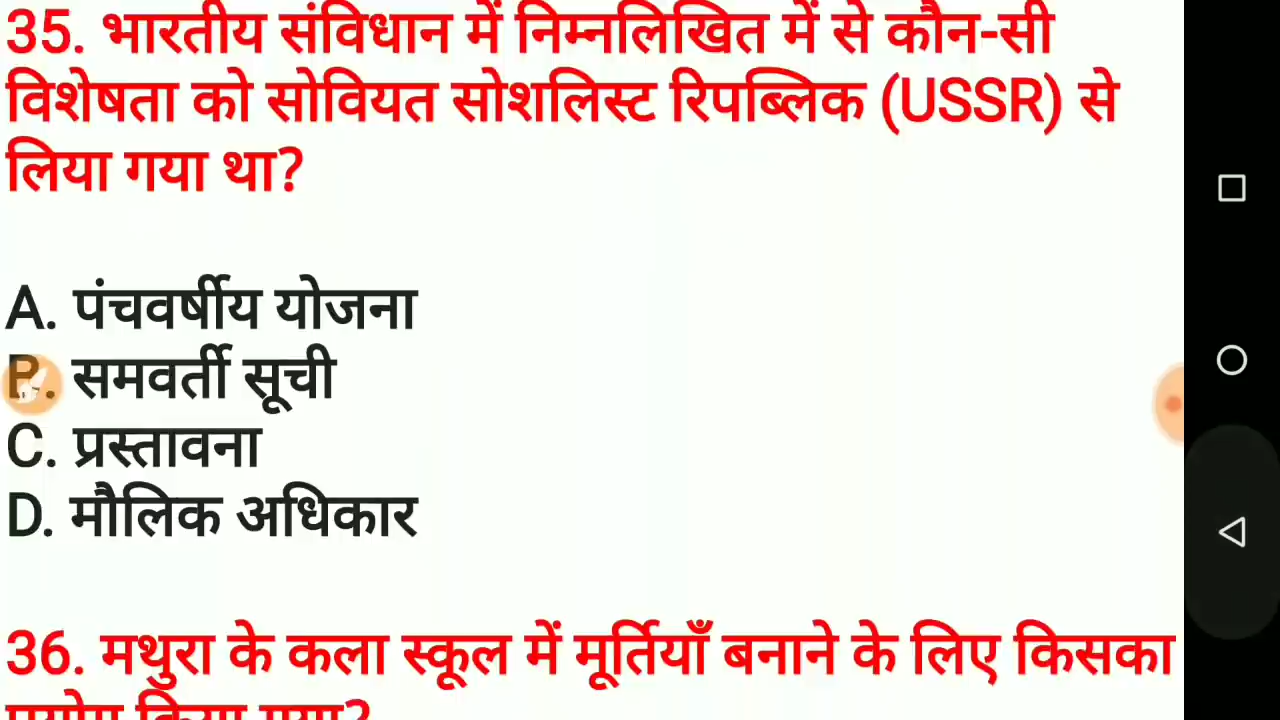 35. भारतीय संविधान में निम्नलिखित में से कौन-सी
विशेषता को सोवियत सोशलिस्ट रिपब्लिक (USSR) से
लिया गया था?
A. पंचवर्षीय योजना
B. समवर्ती सूची
C. प्रस्तावना
D. मौलिक अधिकार
36. मथुरा के कला स्कूल में मूर्तियाँ बनाने के लिए किसका